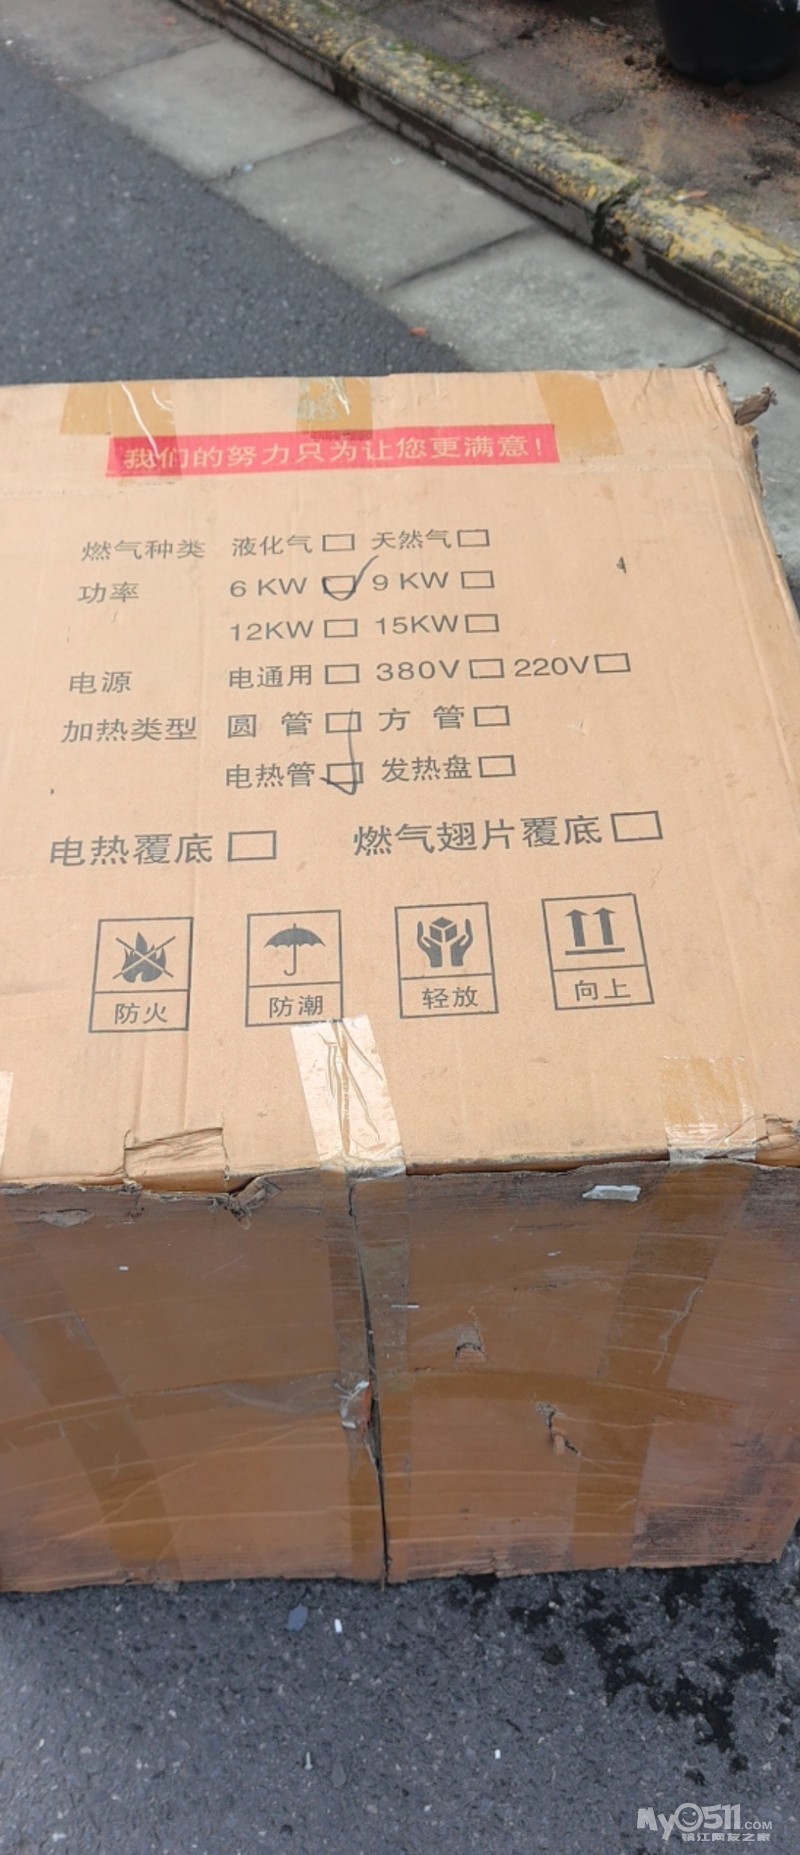 我们的努力只为让您更满意！
燃气种类 液化气□ 天然气□
功率 6 KW☑ 9 KW□
12KW□ 15KW□
电源 电通用□ 380V□ 220V□
加热类型 圆 管□ 方 管□
电热管☑ 发热盘□
电热覆底□ 燃气翅片覆底□
防火 防潮 轻放 向上
My0511.COM
镇江网友之家